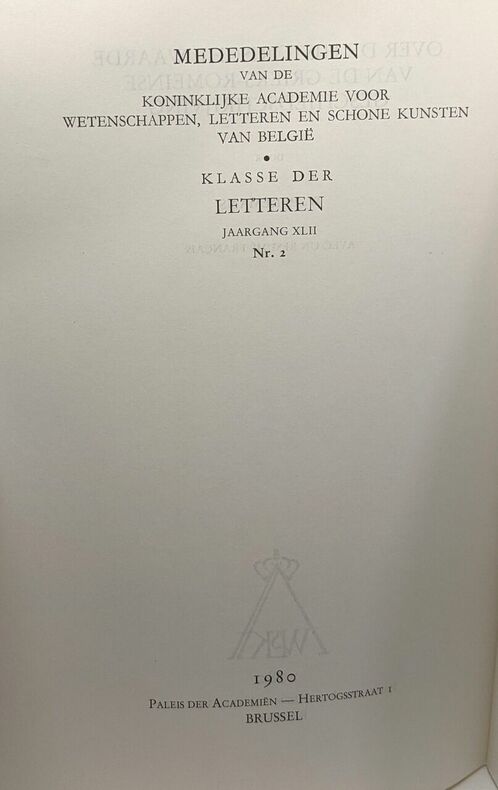 MEDEDELINGEN
VAN DE
KONINKLIJKE ACADEMIE VOOR
WETENSCHAPPEN, LETTEREN EN SCHONE KUNSTEN
VAN BELGIË
•
KLASSE DER
LETTEREN
JAARGANG XLII
Nr. 2
1980
PALEIS DER ACADEMIËN — HERTOGSSTRAAT 1
BRUSSEL